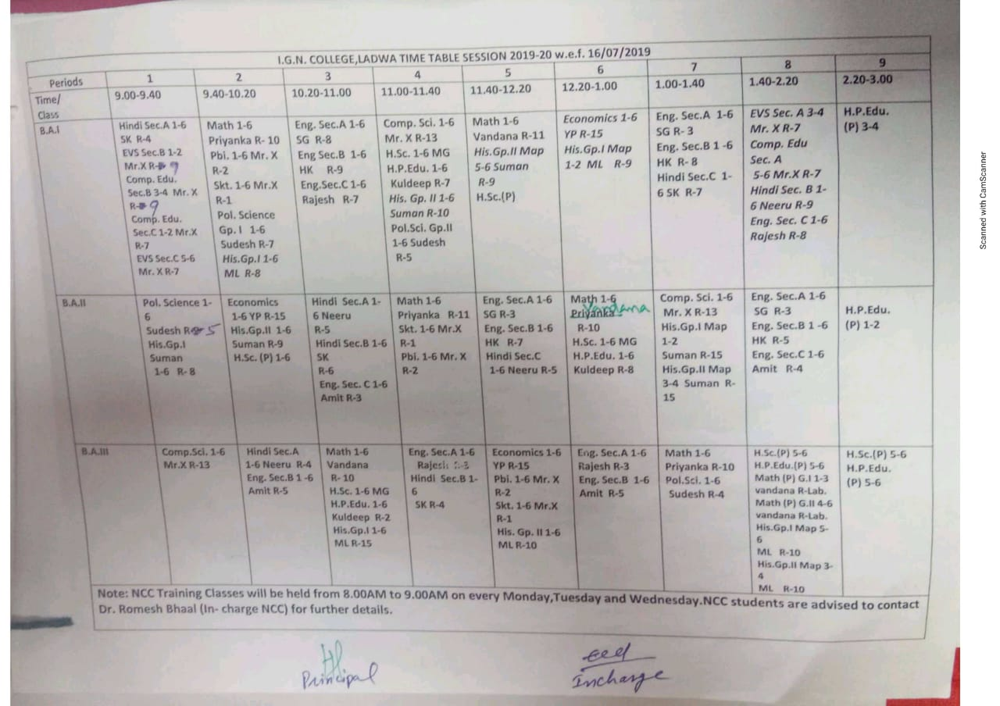 I.G.N. COLLEGE,LADWA TIME TABLE SESSION 2019-20 w.e.f. 16/07/2019
Periods 1 2 3 4 5 6 7 8 9
Time/
Class
9.00-9.40 9.40-10.20 10.20-11.00 11.00-11.40 11.40-12.20 12.20-1.00 1.00-1.40 1.40-2.20 2.20-3.00
B.A.I
Hindi Sec.A 1-6
SK R-4
EVS Sec.B 1-2
Mr.X R- 9
Comp. Edu.
Sec.B 3-4 Mr. X
R- 9
Comp. Edu.
Sec.C 1-2 Mr.X
R-7
EVS Sec.C 5-6
Mr. X R-7
Math 1-6
Priyanka R- 10
Pbi. 1-6 Mr. X
R-2
Skt. 1-6 Mr.X
R-1
Pol. Science
Gp. I 1-6
Sudesh R-7
His.Gp.I 1-6
ML R-8
Eng. Sec.A 1-6
SG R-8
Eng Sec.B 1-6
HK R-9
Eng.Sec.C 1-6
Rajesh R-7
Comp. Sci. 1-6
Mr. X R-13
H.Sc. 1-6 MG
H.P.Edu. 1-6
Kuldeep R-7
His. Gp. II 1-6
Suman R-10
Pol.Sci. Gp.II
1-6 Sudesh
R-5
Math 1-6
Vandana R-11
His.Gp.II Map
5-6 Suman
R-9
H.Sc.(P)
Economics 1-6
YP R-15
His.Gp.I Map
1-2 ML R-9
Eng. Sec.A 1-6
SG R- 3
Eng. Sec.B 1 -6
HK R- 8
Hindi Sec.C 1-
6 SK R-7
EVS Sec. A 3-4
Mr. X R-7
Comp. Edu
Sec. A
5-6 Mr.X R-7
Hindi Sec. B 1-
6 Neeru R-9
Eng. Sec. C 1-6
Rajesh R-8
H.P.Edu.
(P) 3-4
B.A.II
Pol. Science 1-
6
Sudesh R- 5
His.Gp.I
Suman
1-6 R- 8
Economics
1-6 YP R-15
His.Gp.II 1-6
Suman R-9
H.Sc. (P) 1-6
Hindi Sec.A 1-
6 Neeru
R-5
Hindi Sec.B 1-6
SK
R-6
Eng. Sec. C 1-6
Amit R-3
Math 1-6
Priyanka R-11
Skt. 1-6 Mr.X
R-1
Pbi. 1-6 Mr. X
R-2
Eng. Sec.A 1-6
SG R-3
Eng. Sec.B 1-6
HK R-7
Hindi Sec.C
1-6 Neeru R-5
Math 1-6
Vandana
Priyanka
R-10
H.Sc. 1-6 MG
H.P.Edu. 1-6
Kuldeep R-8
Comp. Sci. 1-6
Mr. X R-13
His.Gp.I Map
1-2
Suman R-15
His.Gp.II Map
3-4 Suman R-
15
Eng. Sec.A 1-6
SG R-3
Eng. Sec.B 1 -6
HK R-5
Eng. Sec.C 1-6
Amit R-4
H.P.Edu.
(P) 1-2
B.A.III
Comp.Sci. 1-6
Mr.X R-13
Hindi Sec.A
1-6 Neeru R-4
Eng. Sec.B 1 -6
Amit R-5
Math 1-6
Vandana
R- 10
H.Sc. 1-6 MG
H.P.Edu. 1-6
Kuldeep R-2
His.Gp.I 1-6
ML R-15
Eng. Sec.A 1-6
Rajesh
Hindi Sec.B 1-
6
SK R-4
Economics 1-6
YP R-15
Pbi. 1-6 Mr. X
R-2
Skt. 1-6 Mr.X
R-1
His. Gp. II 1-6
ML R-10
Eng. Sec.A 1-6
Rajesh R-3
Eng. Sec.B 1-6
Amit R-5
Math 1-6
Priyanka R-10
Pol.Sci. 1-6
Sudesh R-4
H.Sc.(P) 5-6
H.P.Edu.(P) 5-6
Math (P) G.I 1-3
vandana R-Lab.
Math (P) G.II 4-6
vandana R-Lab.
His.Gp.I Map 5-
6
ML R-10
His.Gp.II Map 3-
4
ML R-10
H.Sc.(P) 5-6
H.P.Edu.
(P) 5-6
Note: NCC Training Classes will be held from 8.00AM to 9.00AM on every Monday,Tuesday and Wednesday.NCC students are advised to contact
Dr. Romesh Bhaal (In- charge NCC) for further details.
Principal
Incharge
Scanned with CamScanner